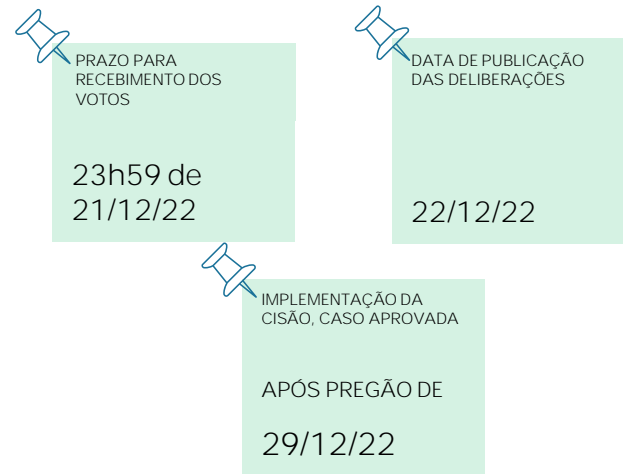 PRAZO PARA
RECEBIMENTO DOS
VOTOS
23h59 de
21/12/22
DATA DE PUBLICAÇÃO
DAS DELIBERAÇÕES
22/12/22
IMPLEMENTAÇÃO DA
CISÃO, CASO APROVADA
APÓS PREGÃO DE
29/12/22